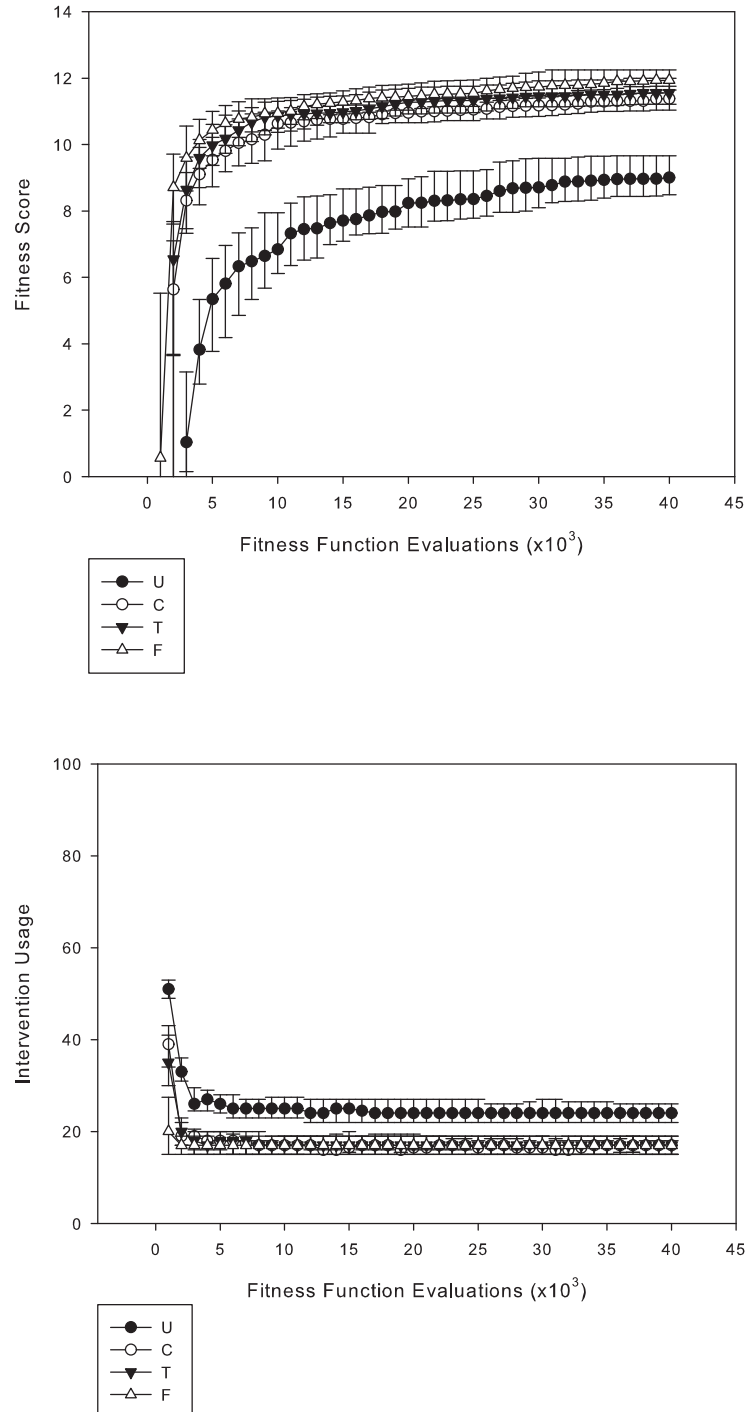 14
12
10
8
6
4
2
0
Fitness Score
0 5 10 15 20 25 30 35 40 45
Fitness Function Evaluations (x10³)
U
C
T
F
100
80
60
40
20
0
Intervention Usage
0 5 10 15 20 25 30 35 40 45
Fitness Function Evaluations (x10³)
U
C
T
F